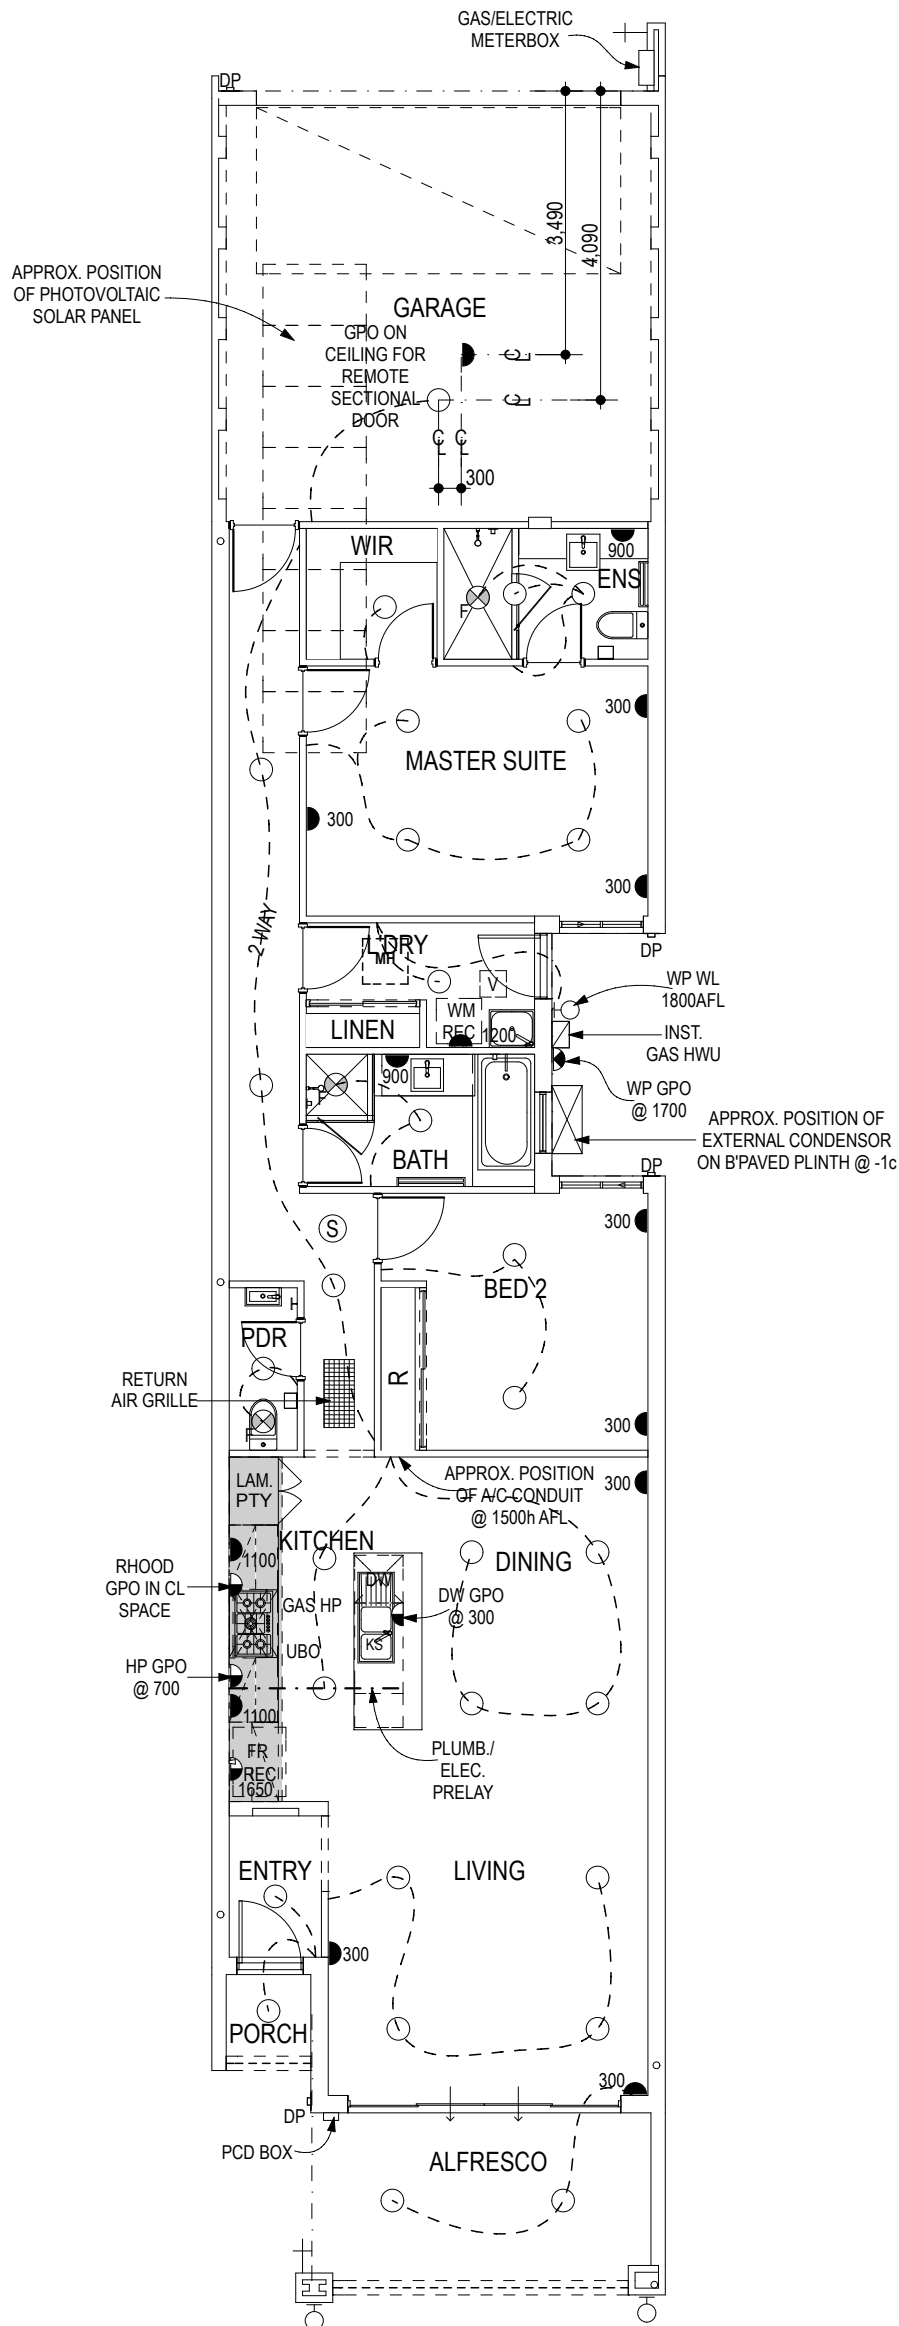 GAS/ELECTRIC
METERBOX
DP
3,490
4,090
APPROX. POSITION
OF PHOTOVOLTAIC
SOLAR PANEL
GARAGE
GPO ON
CEILING FOR
REMOTE
SECTIONAL
DOOR
CL
CL
CL
CL
300
WIR
900
ENS
F
300
MASTER SUITE
300
300
2 WAY
L'DRY
MH
DP
V
WP WL
1800AFL
WM
REC
1200
LINEN
INST.
GAS HWU
900
F
WP GPO
@ 1700
APPROX. POSITION OF
EXTERNAL CONDENSOR
ON B'PAVED PLINTH @ -1c
BATH
DP
S
300
BED 2
H
PDR
RETURN
AIR GRILLE
R
F
300
LAM.
PTY
APPROX. POSITION
OF A/C CONDUIT
@ 1500h AFL
300
KITCHEN
1100
DINING
RHOOD
GPO IN CL
SPACE
GAS HP
DW
DW GPO
@ 300
UBO
KS
HP GPO
@ 700
1100
FR
REC
1650
PLUMB./
ELEC.
PRELAY
ENTRY
LIVING
300
PORCH
300
DP
PCD BOX
ALFRESCO